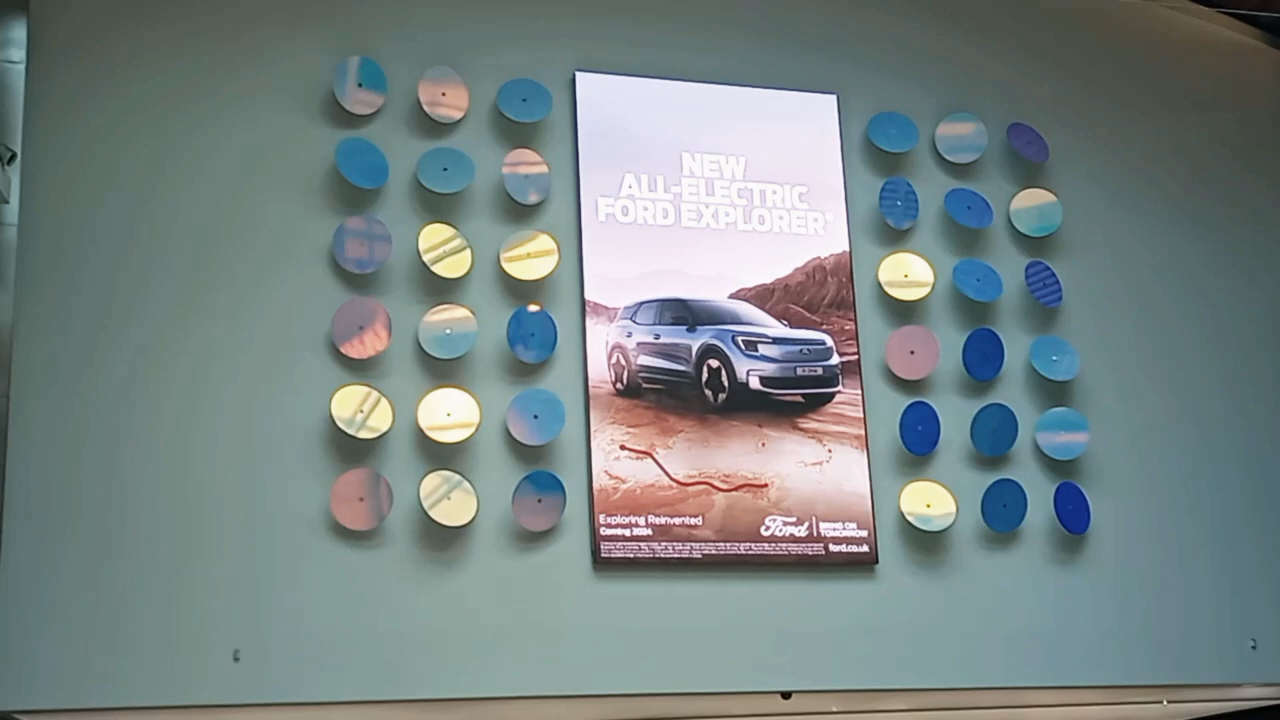 NEW
ALL-ELECTRIC
FORD EXPLORER*
Exploring Reinvented
Coming 2024
Ford
BRING ON
TOMORROW
ford.co.uk